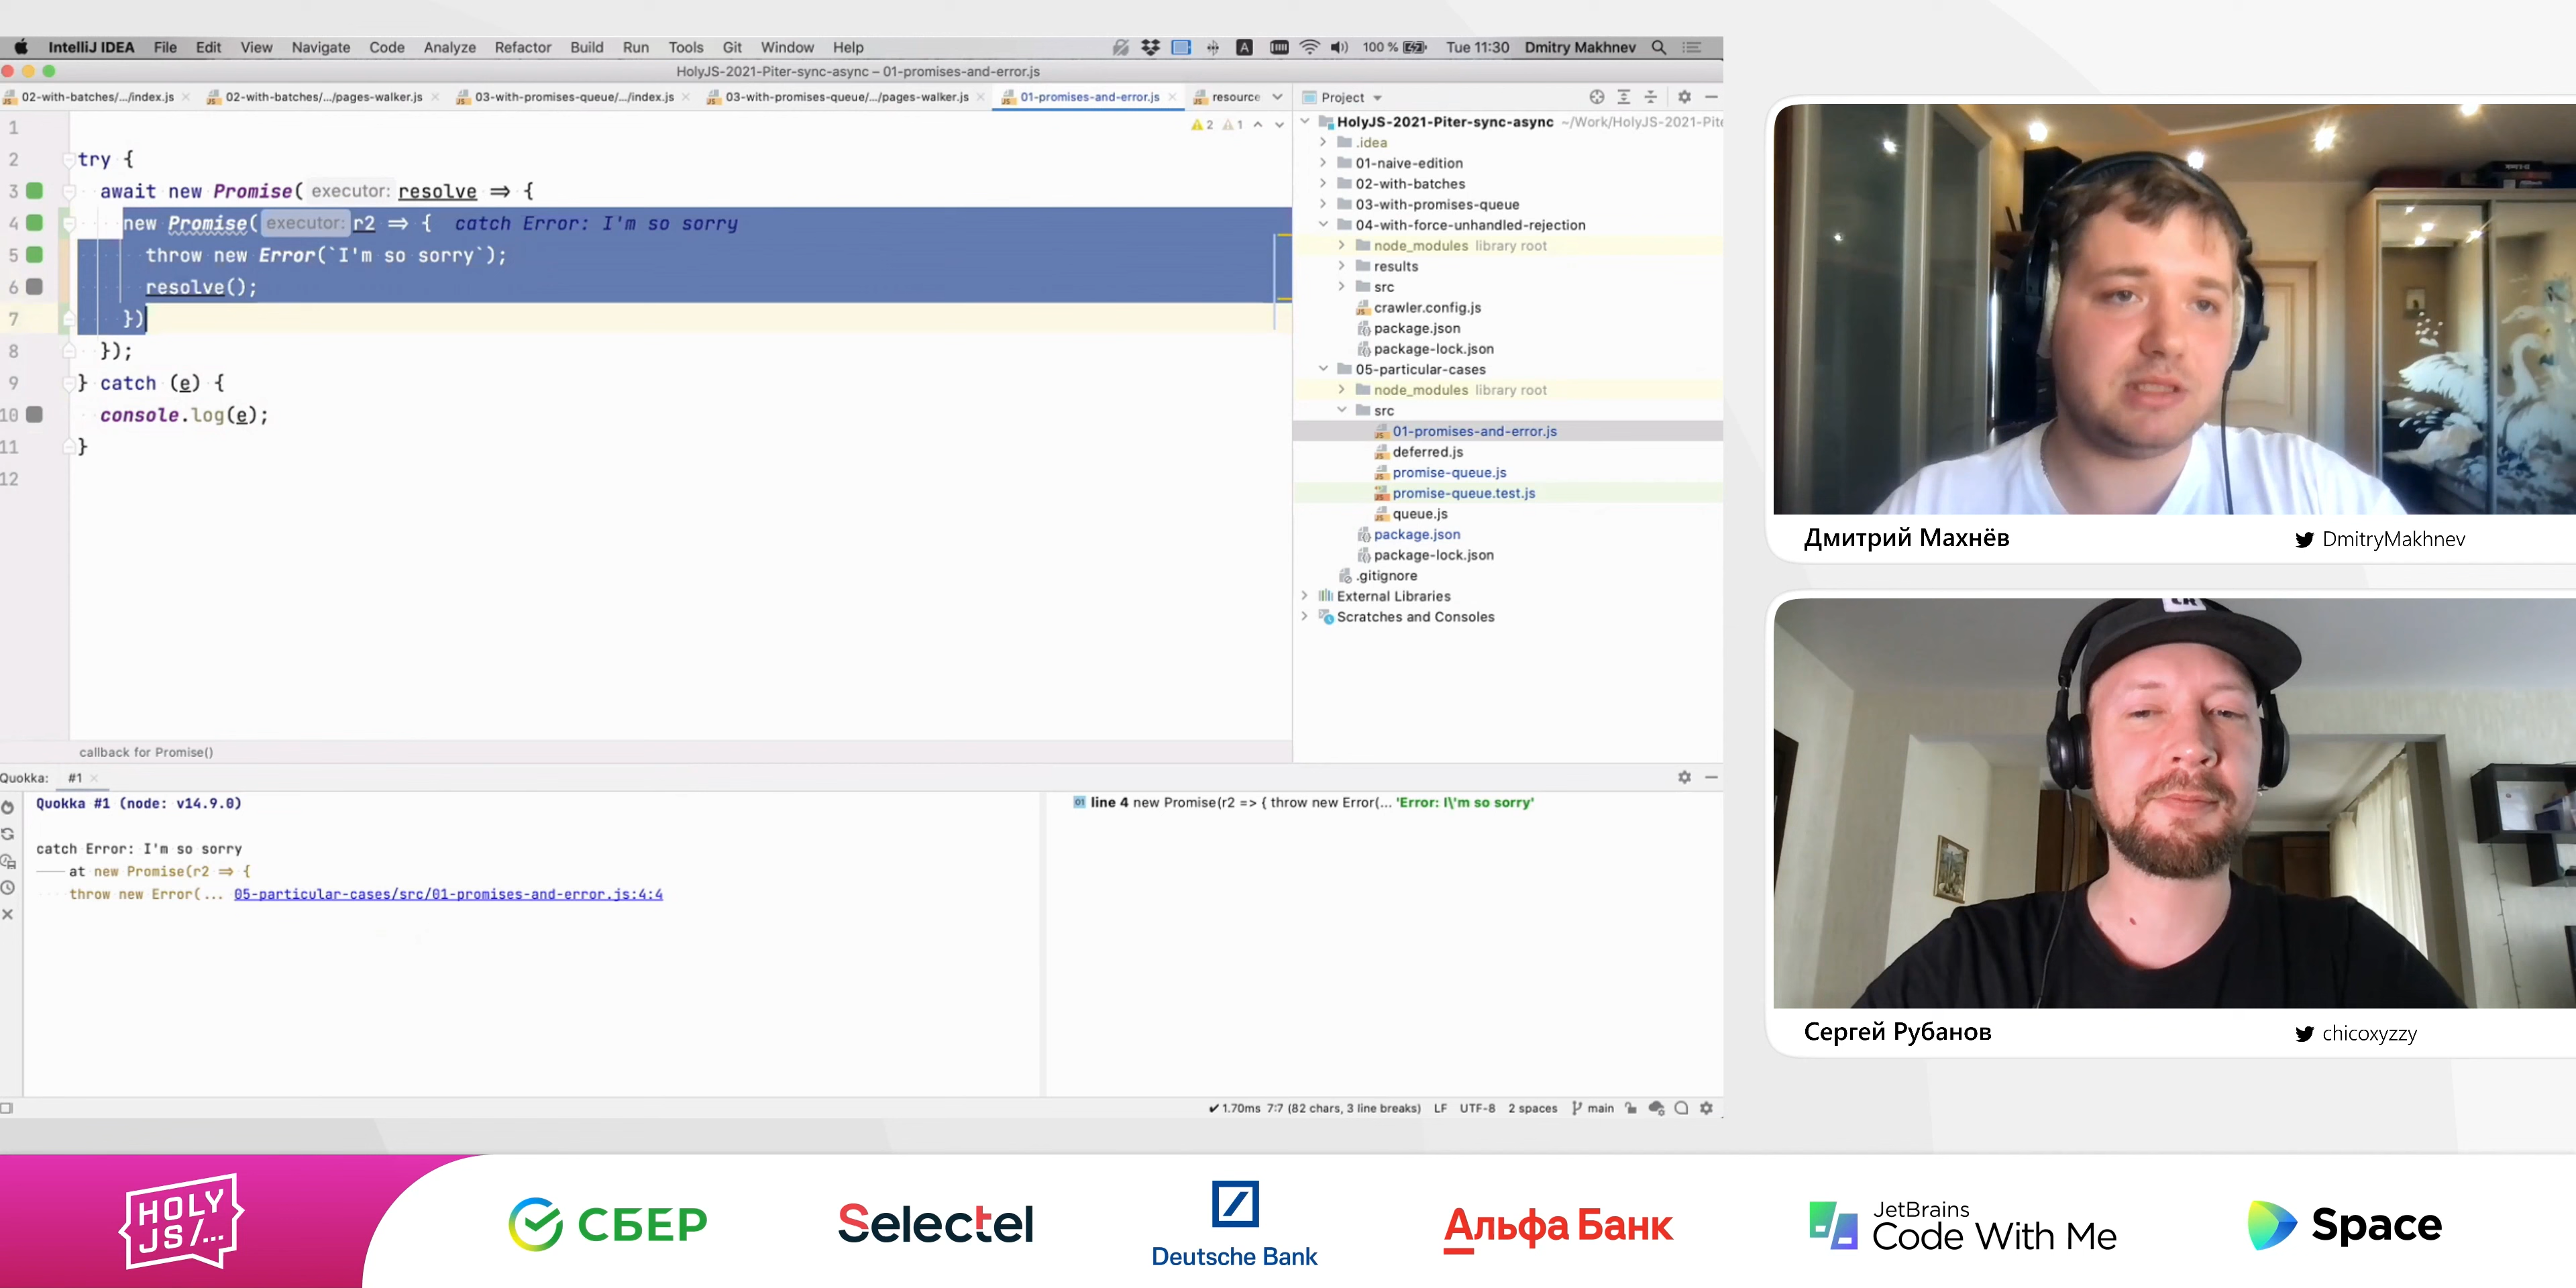 IntelliJ IDEA File Edit View Navigate Code Analyze Refactor Build Run Tools Git Window Help
A 100 % Tue 11:30 Dmitry Makhnev
HolyJS-2021-Piter-sync-async – 01-promises-and-error.js
02-with-batches/.../index.js 02-with-batches/.../pages-walker.js 03-with-promises-queue/.../index.js 03-with-promises-queue/.../pages-walker.js 01-promises-and-error.js resource
2 1
1
2 try {
3 await new Promise( executor: resolve => {
4 new Promise( executor: r2 => { catch Error: I'm so sorry
5 throw new Error(`I'm so sorry`);
6 resolve();
7 })
8 });
9 } catch (e) {
10 console.log(e);
11 }
12
callback for Promise()
Project
HolyJS-2021-Piter-sync-async ~/Work/HolyJS-2021-Pite
.idea
01-naive-edition
02-with-batches
03-with-promises-queue
04-with-force-unhandled-rejection
node_modules library root
results
src
crawler.config.js
package.json
package-lock.json
05-particular-cases
node_modules library root
src
01-promises-and-error.js
deferred.js
promise-queue.js
promise-queue.test.js
queue.js
package.json
package-lock.json
.gitignore
External Libraries
Scratches and Consoles
Quokka: #1
Quokka #1 (node: v14.9.0)
catch Error: I'm so sorry
at new Promise(r2 => {
throw new Error(... 05-particular-cases/src/01-promises-and-error.js:4:4
line 4 new Promise(r2 => { throw new Error(... 'Error: I\'m so sorry'
1.70ms 7:7 (82 chars, 3 line breaks) LF UTF-8 2 spaces main
Дмитрий Махнёв DmitryMakhnev
Сергей Рубанов chicoxyzzy
HOLY
JS/...
СБЕР
Selectel
Deutsche Bank
Альфа Банк
JetBrains
Code With Me
Space